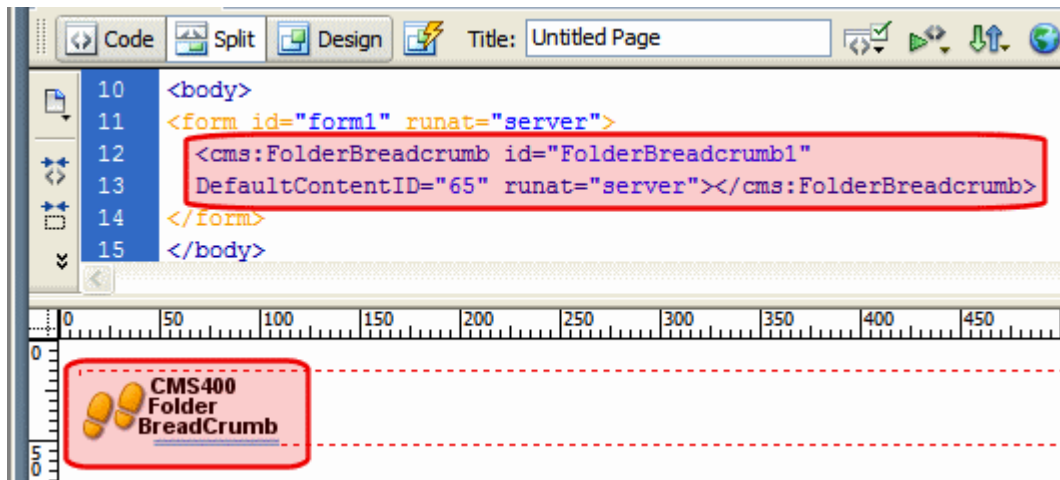 Code Split Design Title: Untitled Page
10 <body>
11 <form id="form1" runat="server">
12 <cms:FolderBreadcrumb id="FolderBreadcrumb1"
13 DefaultContentID="65" runat="server"></cms:FolderBreadcrumb>
14 </form>
15 </body>
0 50 100 150 200 250 300 350 400 450
0
CMS400
Folder
BreadCrumb
50